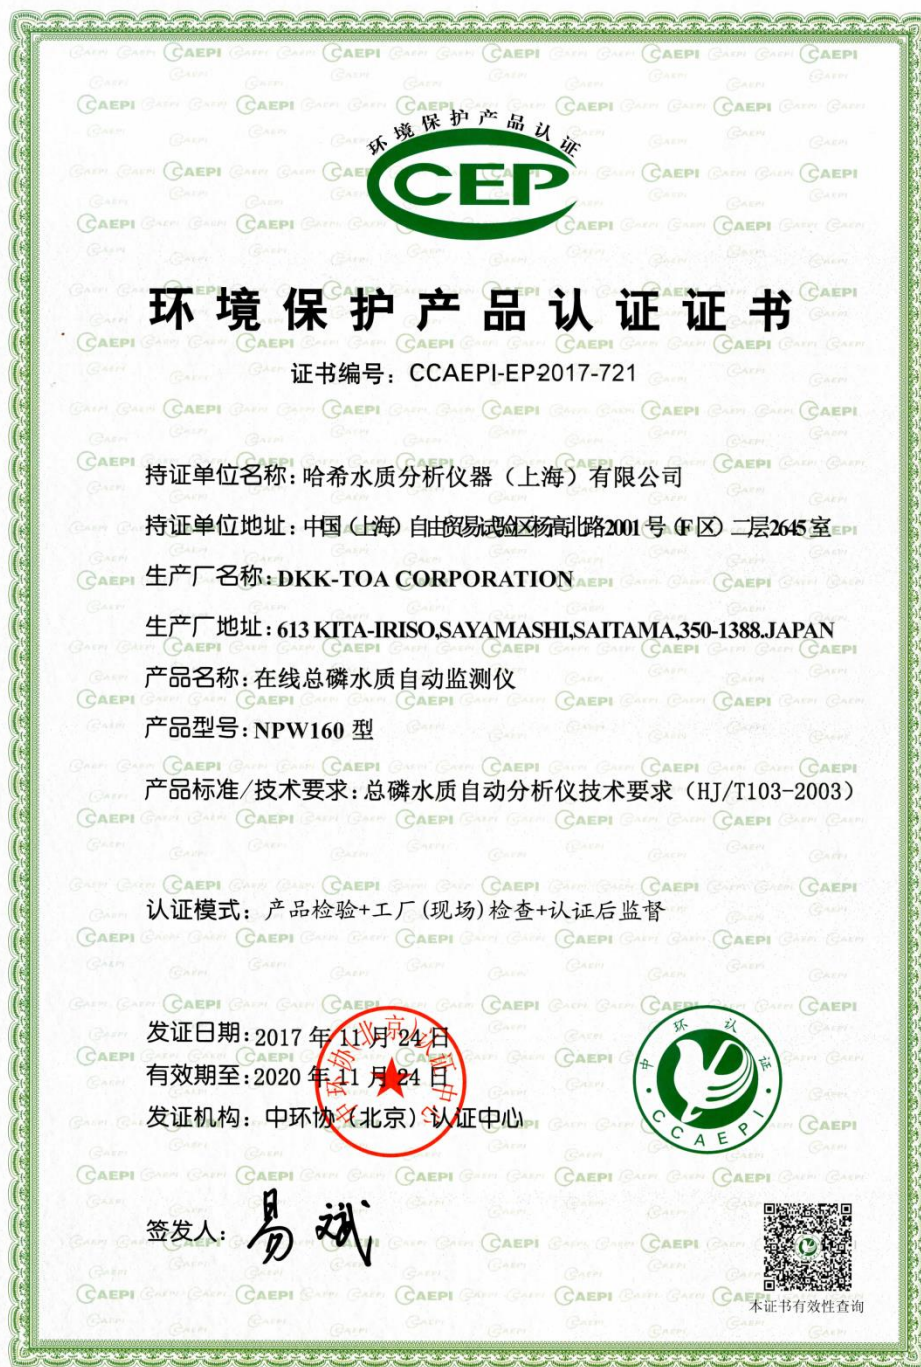 环境保护产品认证
CEP
环境保护产品认证证书
证书编号：CCAEPI-EP-2017-721
持证单位名称：哈希水质分析仪器（上海）有限公司
持证单位地址：中国（上海）自由贸易试验区杨高北路2001号（F区）二层2645室
生产厂名称：DKK-TOA CORPORATION
生产厂地址：613 KITA-IRISO,SAYAMASHI,SAITAMA,350-1388.JAPAN
产品名称：在线总磷水质自动监测仪
产品型号：NPW160 型
产品标准/技术要求：总磷水质自动分析仪技术要求（HJ/T103-2003）
认证模式：产品检验+工厂(现场)检查+认证后监督
发证日期：2017 年 11 月 24 日
有效期至：2020 年 11 月 24 日
发证机构：中环协（北京）认证中心
中环协(北京)认证中心
中环认证
CCAEPI
签发人：易斌
本证书有效性查询